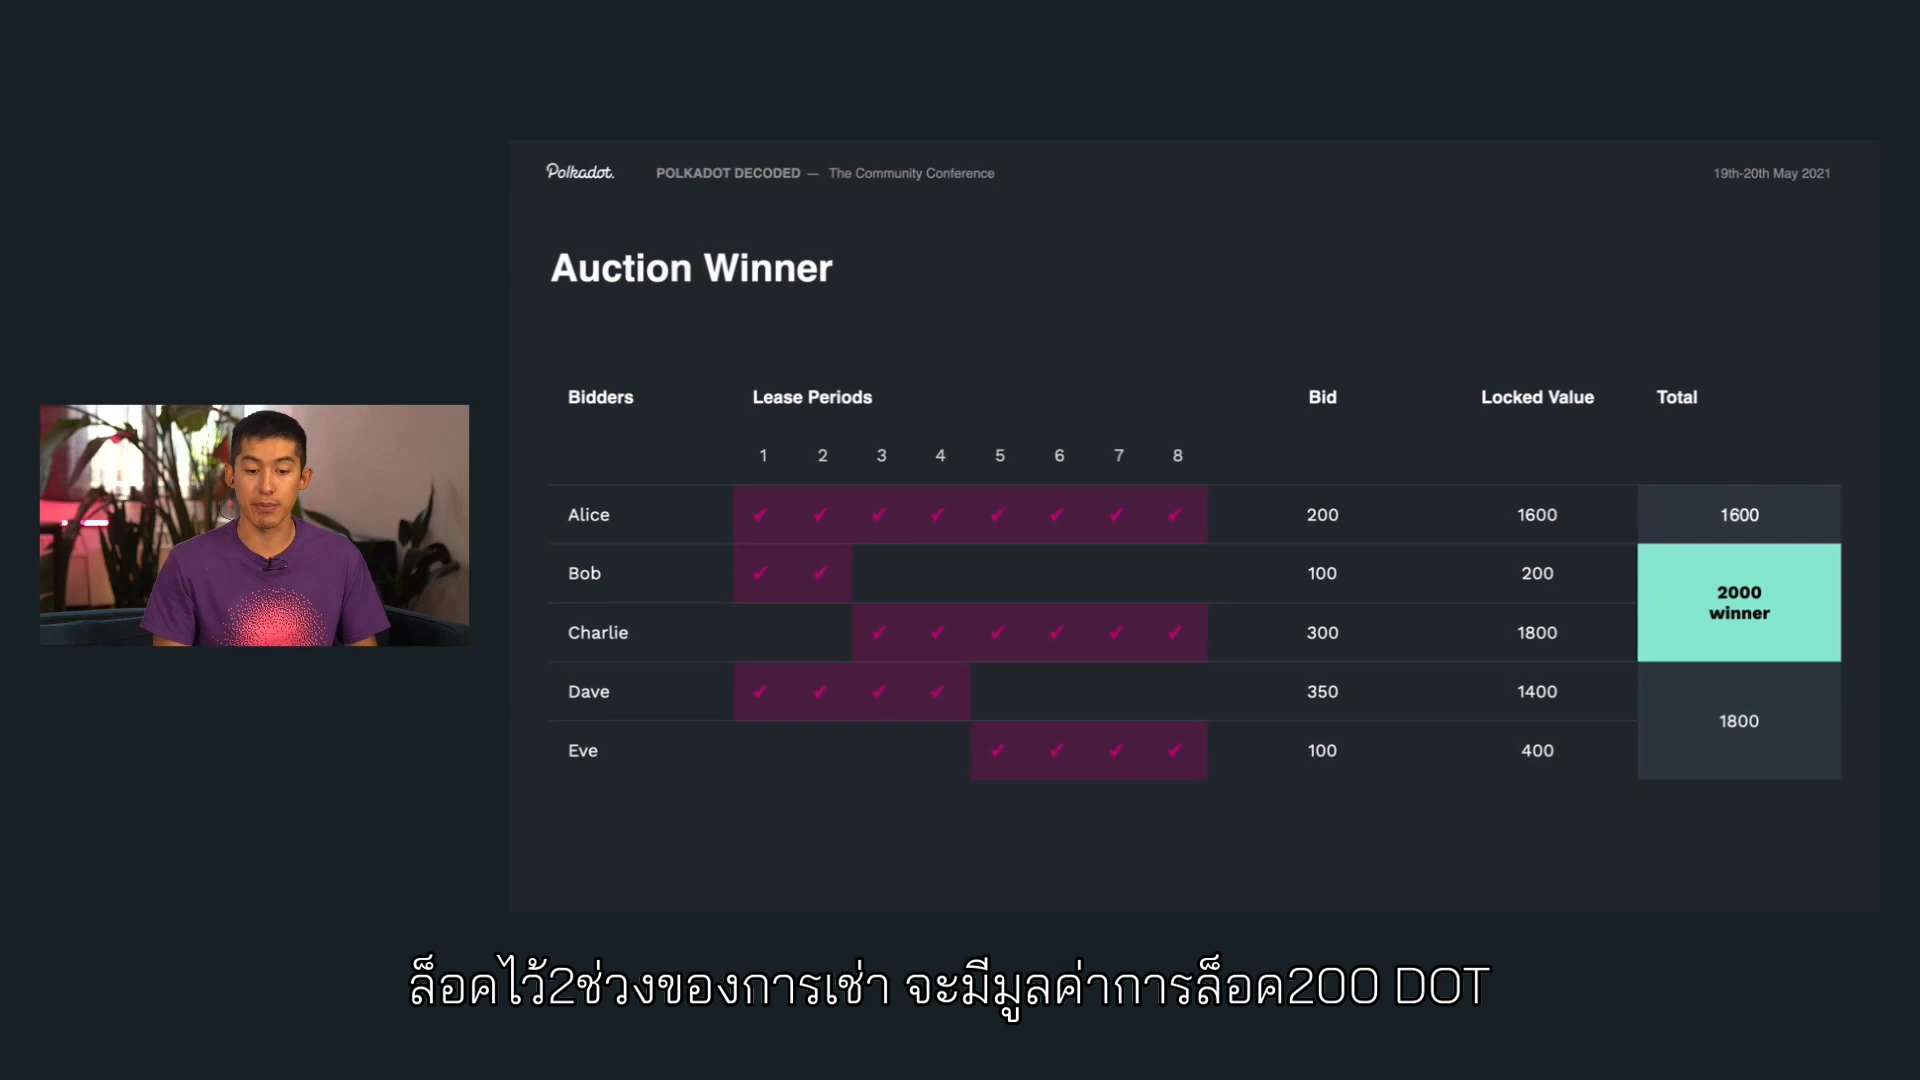 Polkadot. POLKADOT DECODED — The Community Conference 19th-20th May 2021
Auction Winner
Bidders Lease Periods Bid Locked Value Total
1 2 3 4 5 6 7 8
Alice ✓ ✓ ✓ ✓ ✓ ✓ ✓ ✓ 200 1600 1600
Bob ✓ ✓ 100 200
2000
winner
Charlie ✓ ✓ ✓ ✓ ✓ ✓ 300 1800
Dave ✓ ✓ ✓ ✓ 350 1400
1800
Eve ✓ ✓ ✓ ✓ 100 400
ล็อคไว้2ช่วงของการเช่า จะมีมูลค่าการล็อค200 DOT